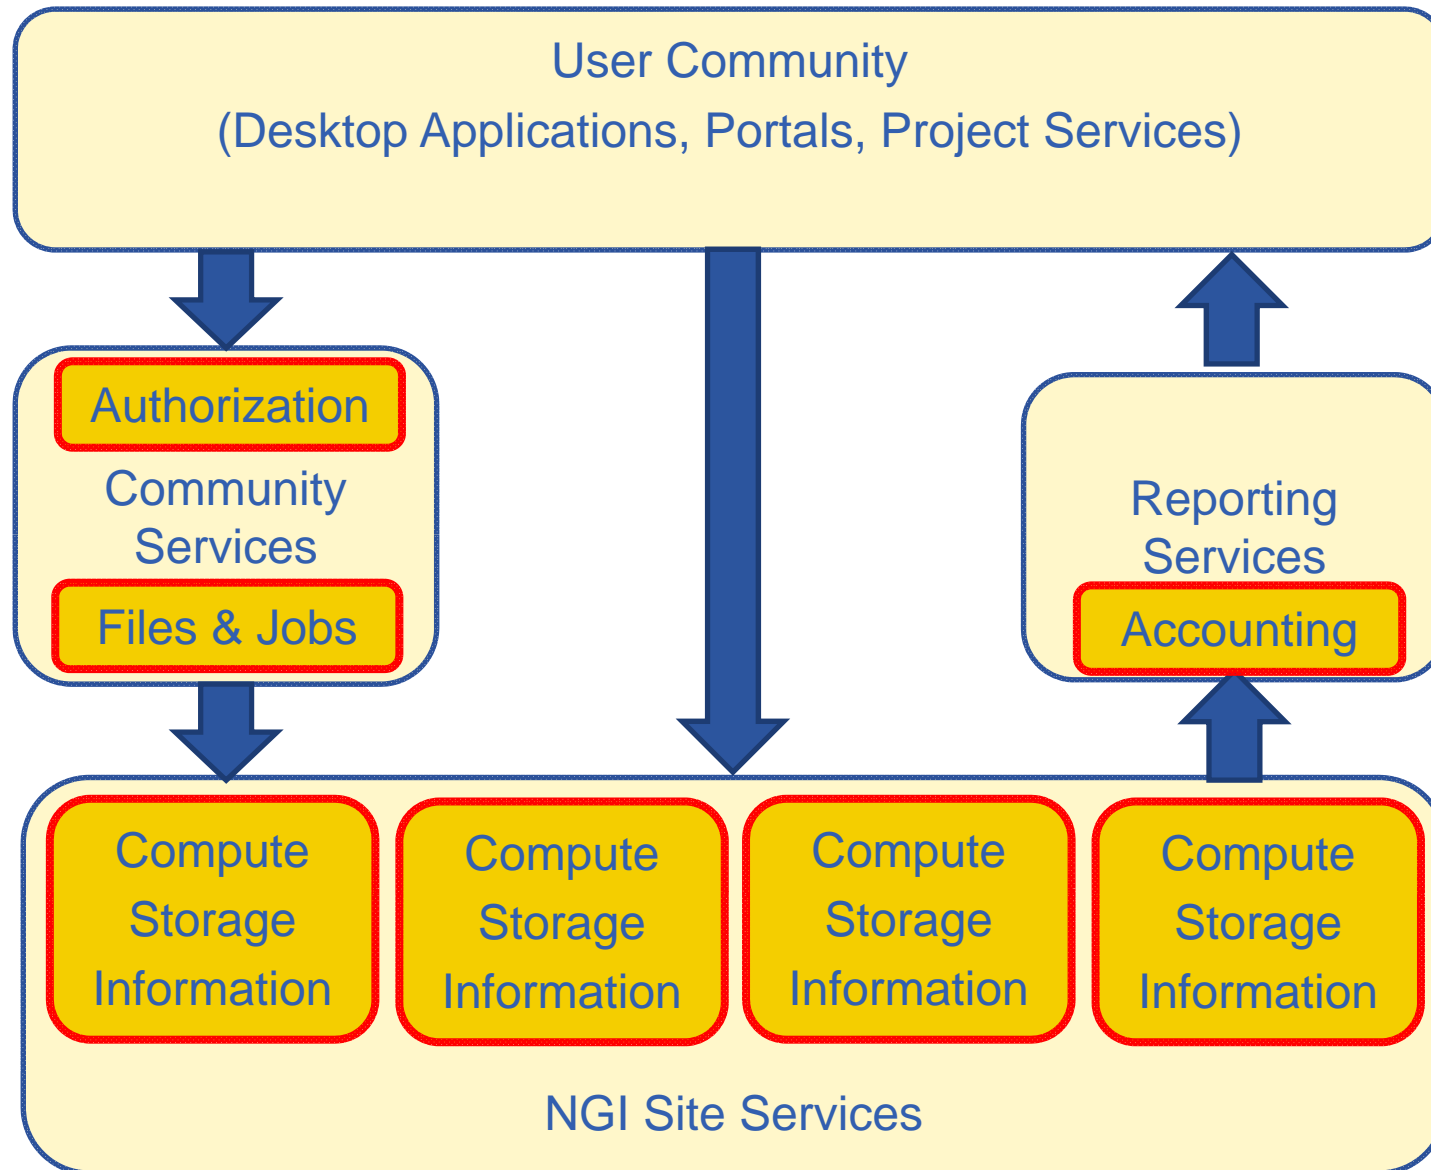 User Community
(Desktop Applications, Portals, Project Services)
Authorization
Community
Services
Files & Jobs
Reporting
Services
Accounting
Compute
Storage
Information
Compute
Storage
Information
Compute
Storage
Information
Compute
Storage
Information
NGI Site Services